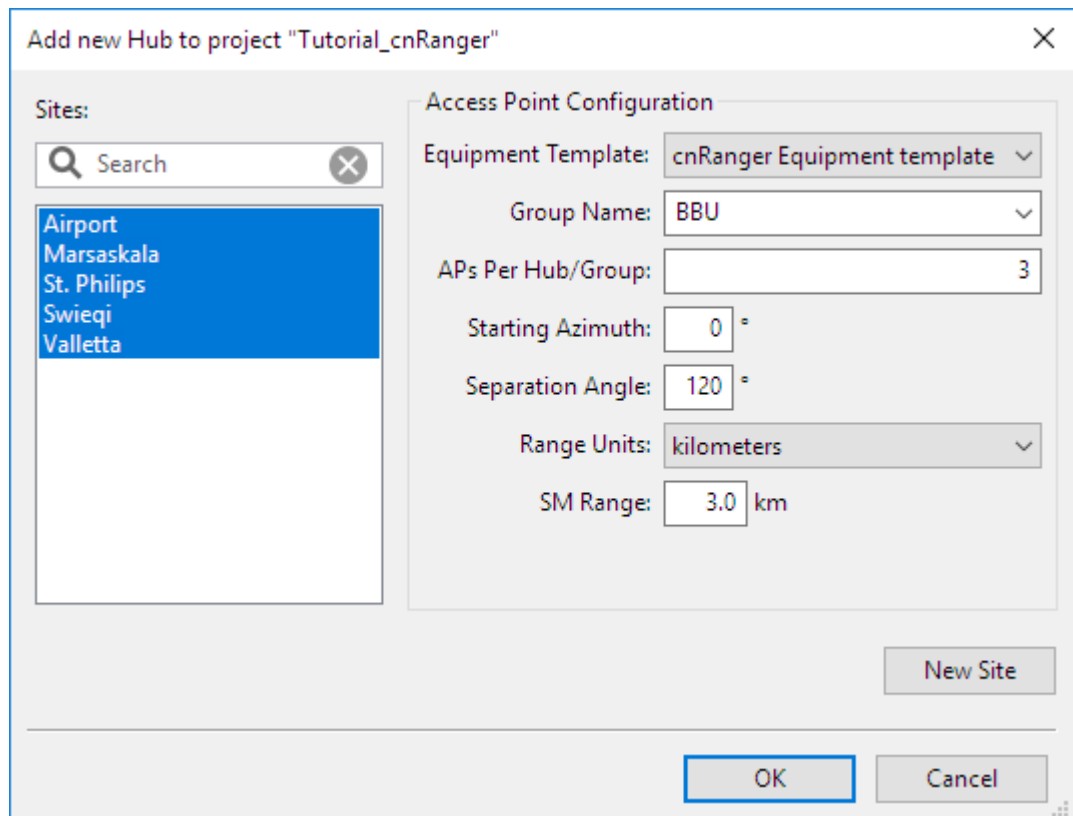 Add new Hub to project "Tutorial_cnRanger"
Sites:
Search
Airport
Marsaskala
St. Philips
Swieqi
Valletta
Access Point Configuration
Equipment Template: cnRanger Equipment template
Group Name: BBU
APs Per Hub/Group: 3
Starting Azimuth: 0 °
Separation Angle: 120 °
Range Units: kilometers
SM Range: 3.0 km
New Site
OK Cancel